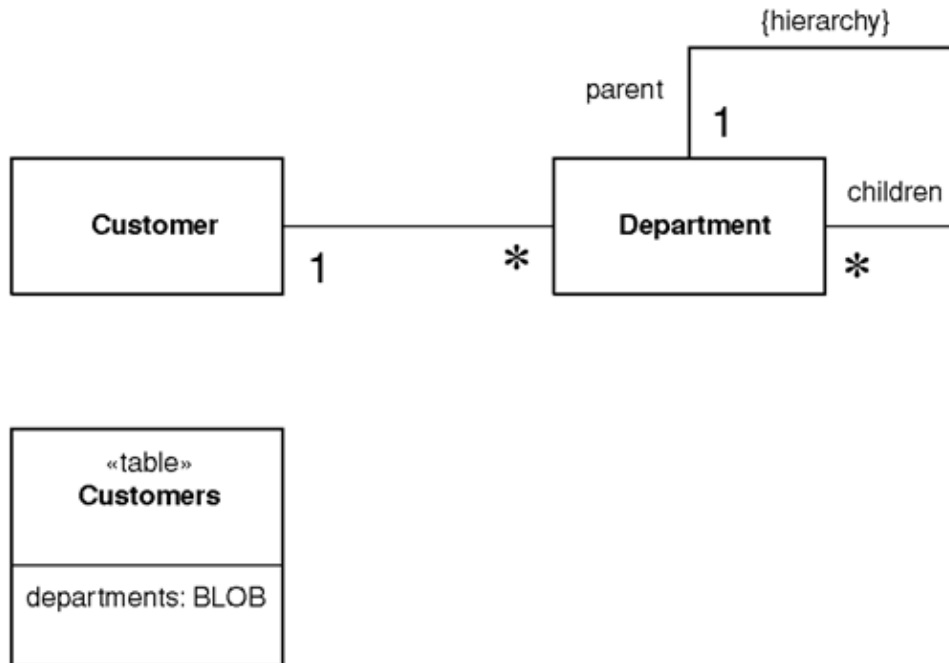 {hierarchy}
parent
1
Customer
Department
children
1
*
*
«table»
Customers
departments: BLOB